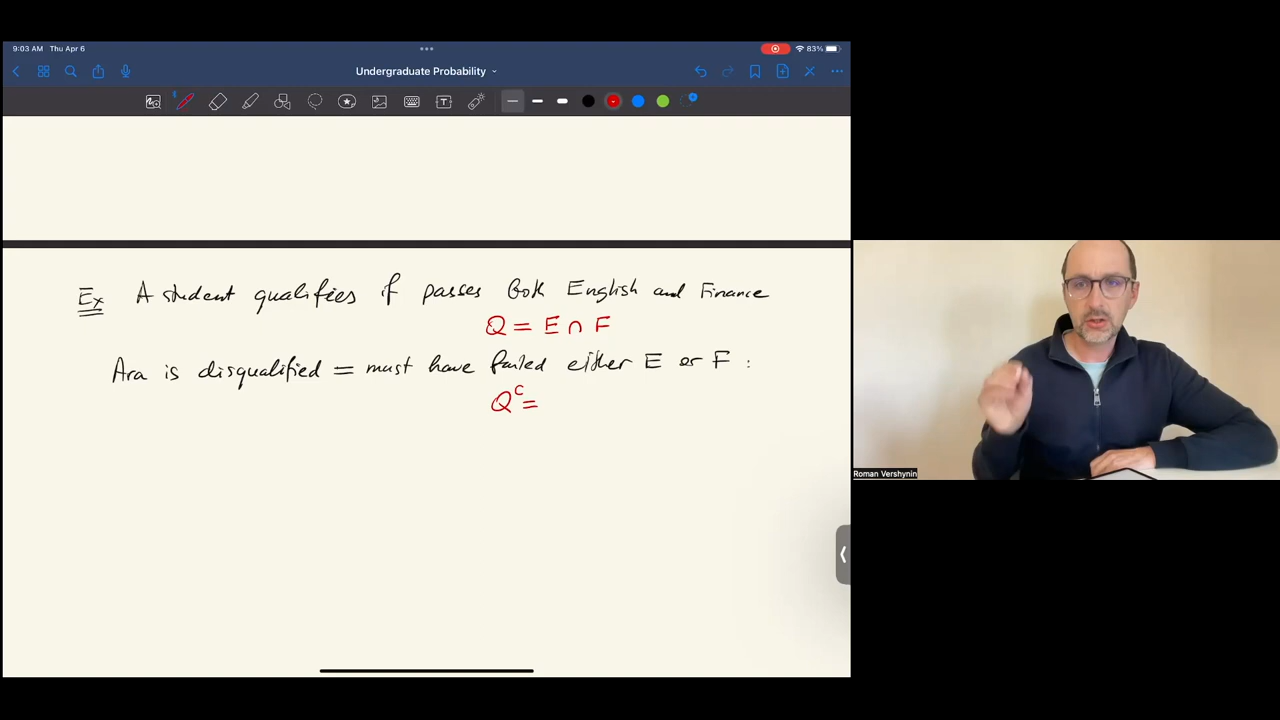 9:03 AM Thu Apr 6
83%
Undergraduate Probability
T
Ex A student qualifies if passes both English and Finance
Q = E ∩ F
Ara is disqualified = must have failed either E or F :
Qᶜ =
Roman Vershynin